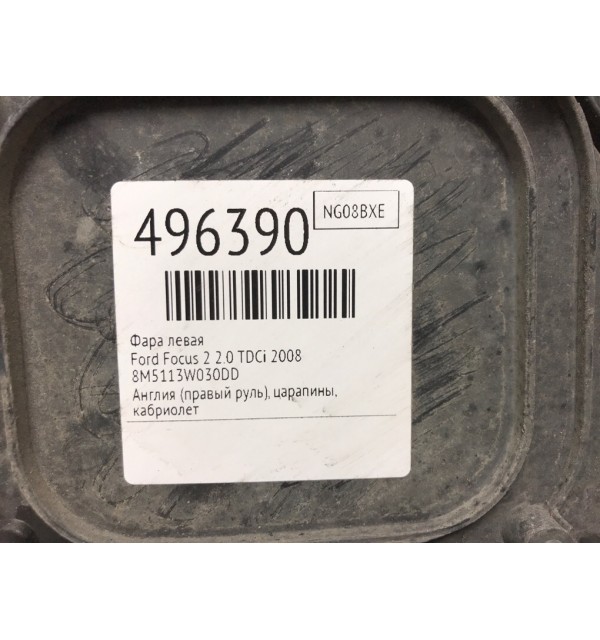 496390
NG08BXE
Фара левая
Ford Focus 2 2.0 TDCi 2008
8M5113W030DD
Англия (правый руль), царапины,
кабриолет